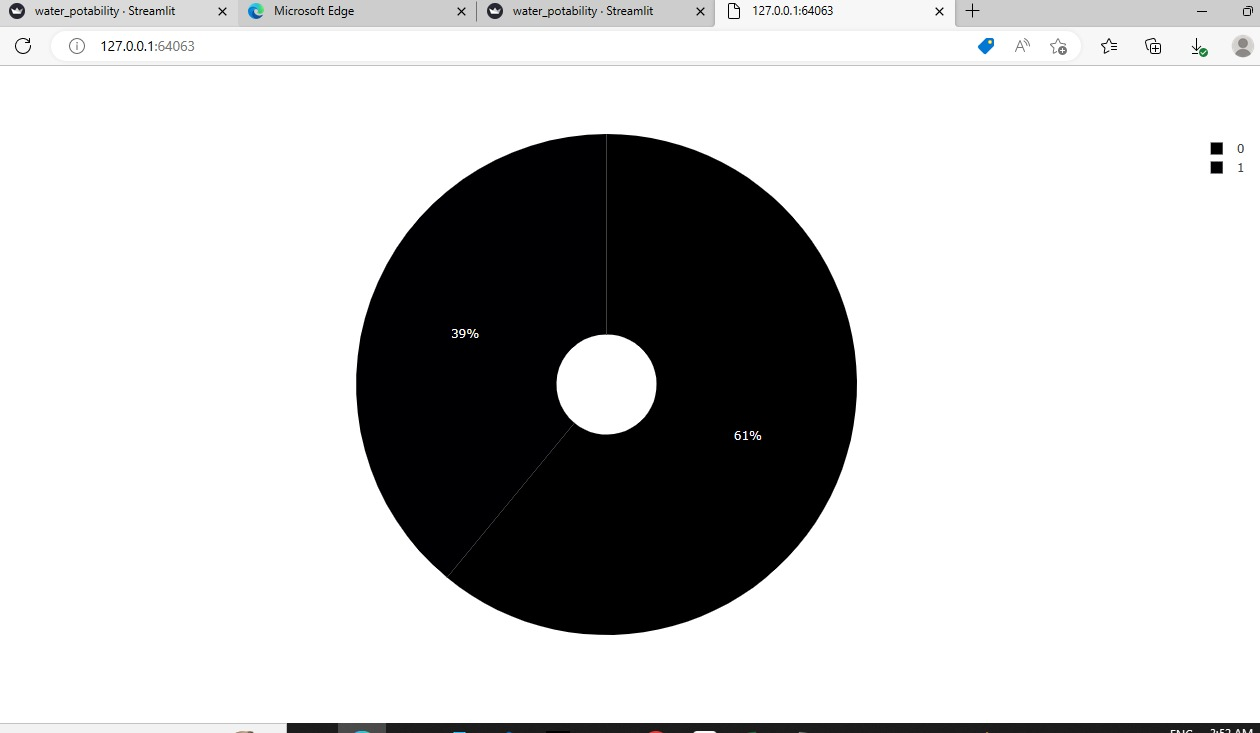 water_potability · Streamlit
Microsoft Edge
water_potability · Streamlit
127.0.0.1:64063
127.0.0.1:64063
0
1
39%
61%